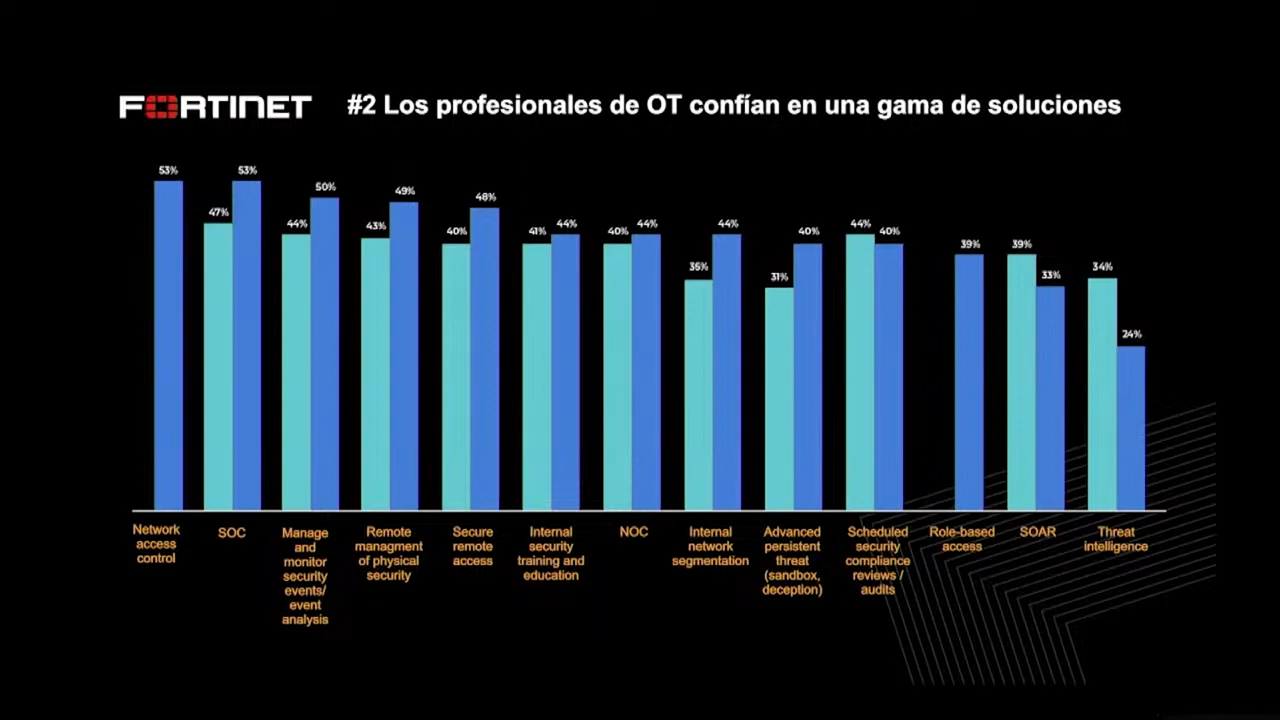 FORTINET
#2 Los profesionales de OT confían en una gama de soluciones
53%
47%
53%
44%
50%
43%
49%
40%
48%
41%
44%
40%
44%
35%
44%
31%
40%
44%
40%
39%
39%
33%
34%
24%
Network
access
control
SOC
Manage
and
monitor
security
events/
event
analysis
Remote
managment
of physical
security
Secure
remote
access
Internal
security
training and
education
NOC
Internal
network
segmentation
Advanced
persistent
threat
(sandbox,
deception)
Scheduled
security
compliance
reviews /
audits
Role-based
access
SOAR
Threat
intelligence